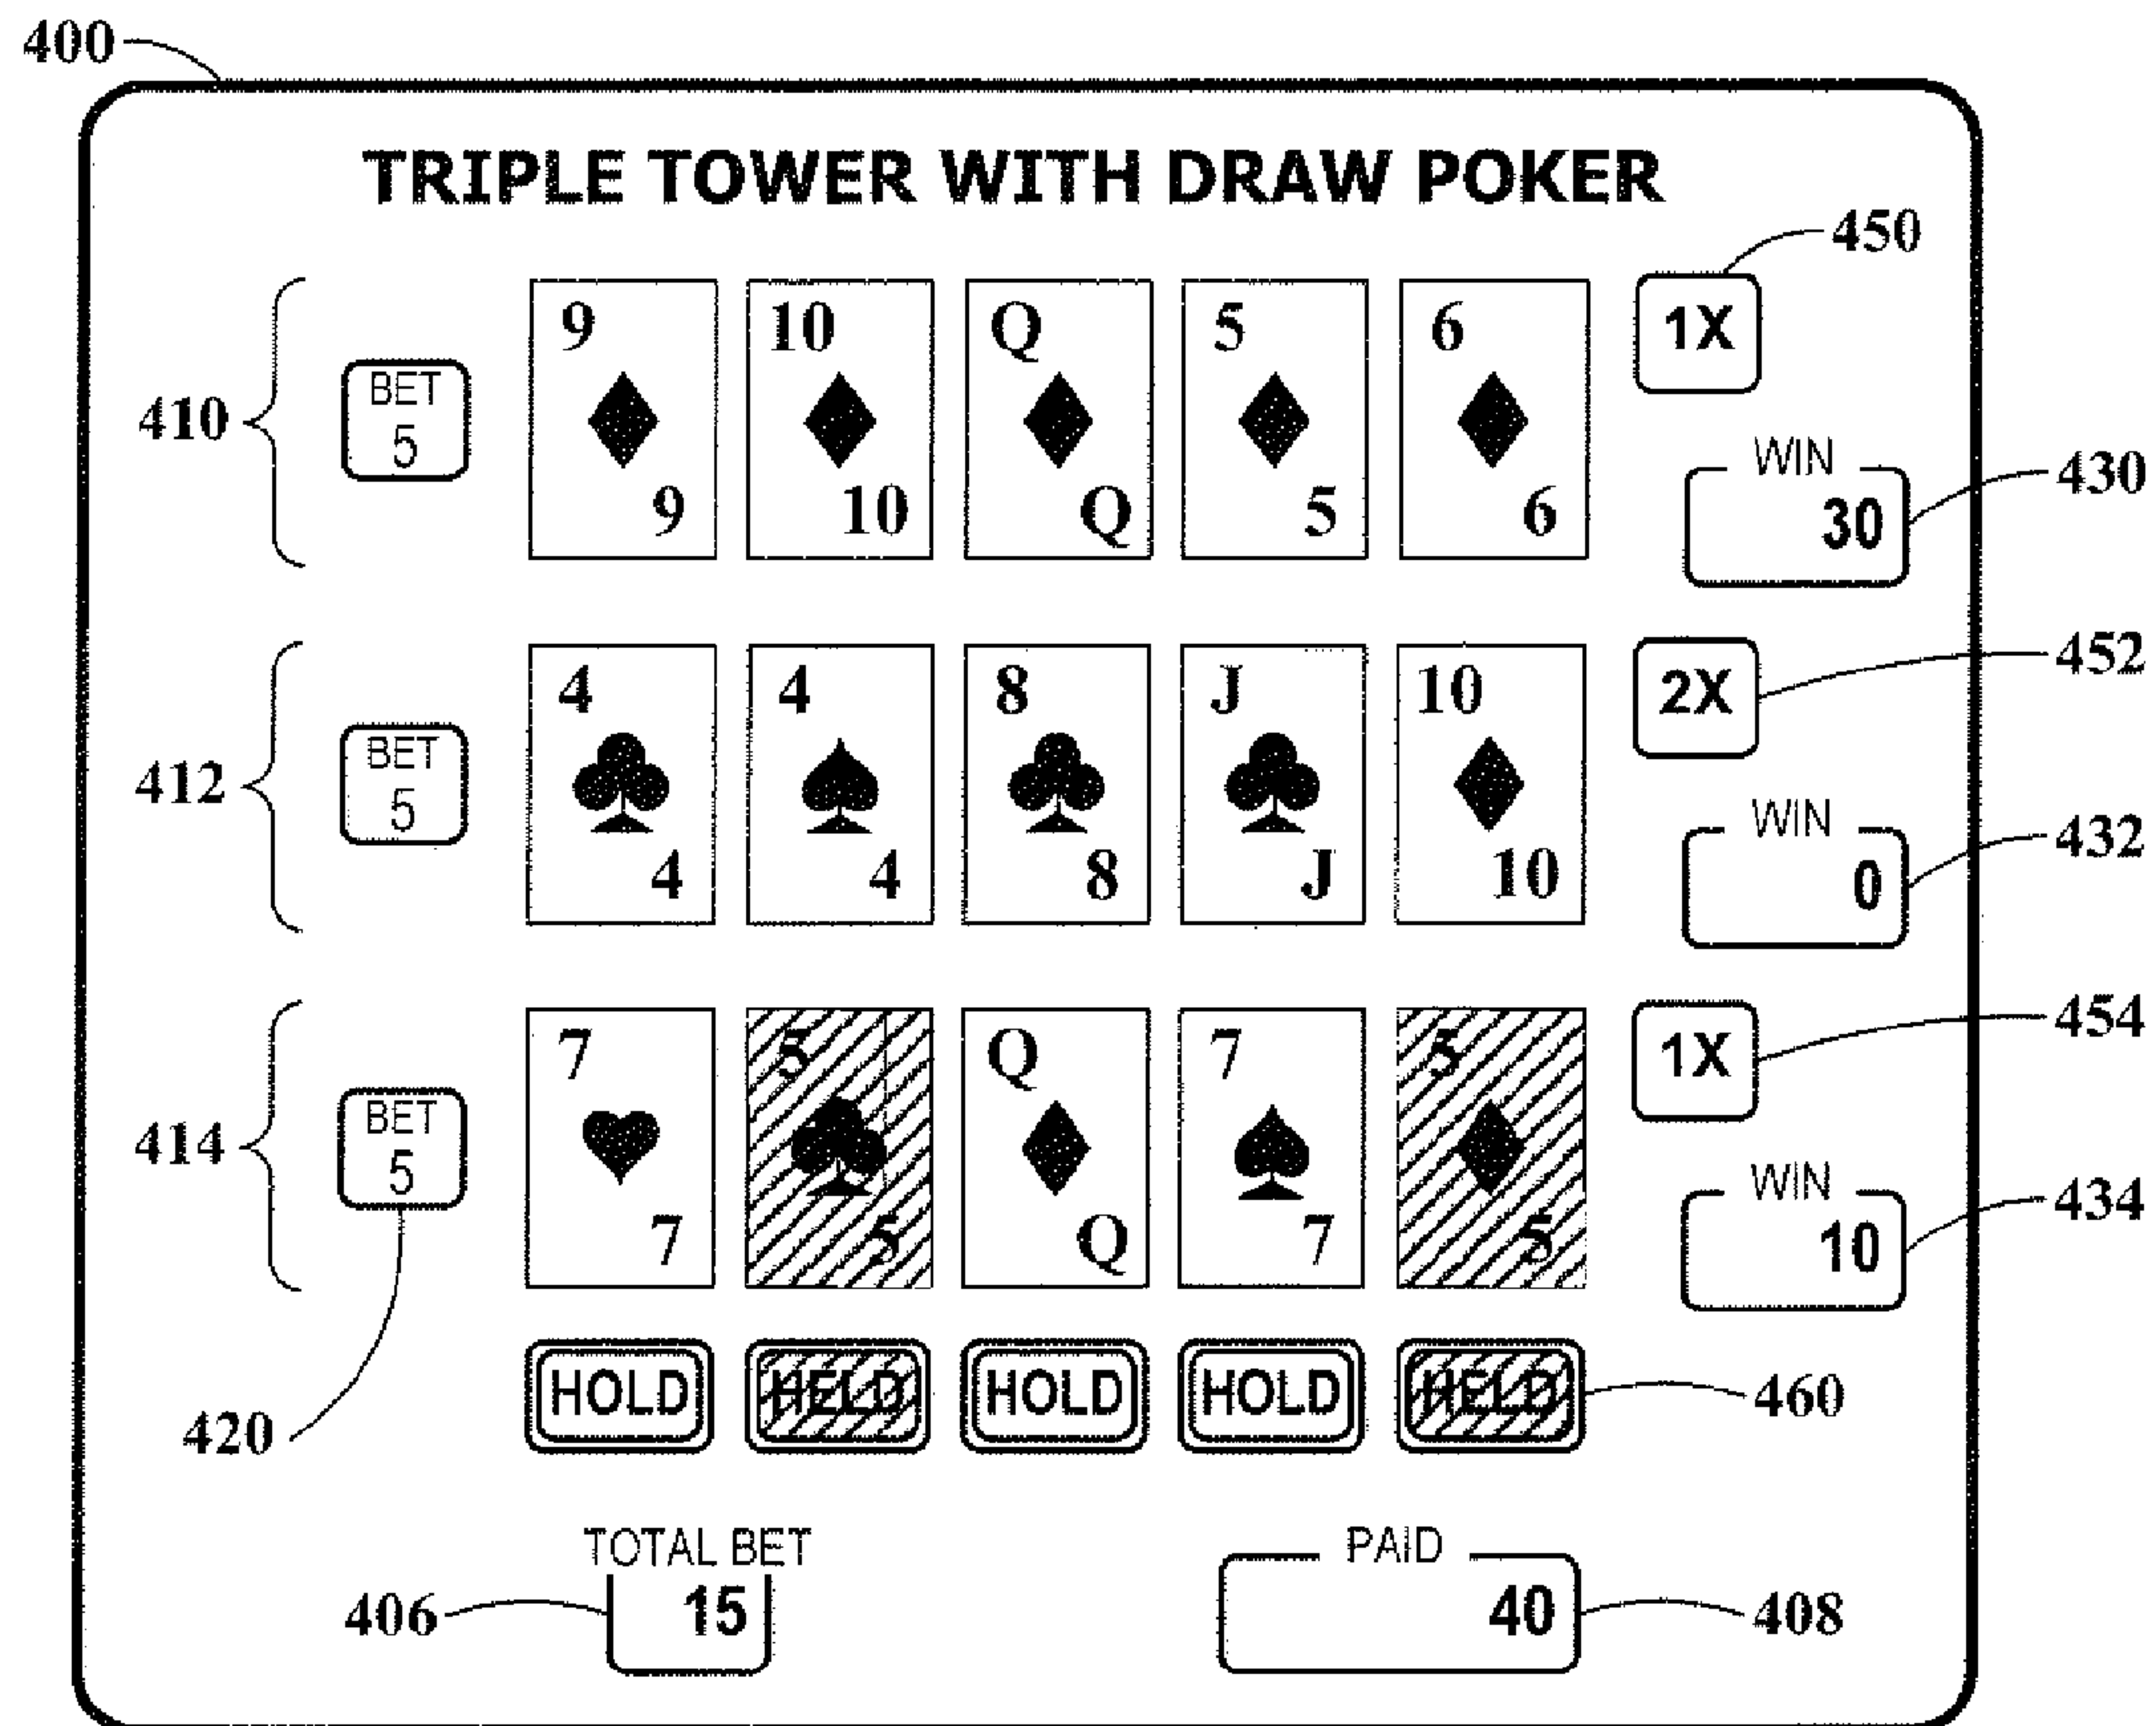 400
TRIPLE TOWER WITH DRAW POKER
450
9 10 Q 5 6 1X
410 BET 5
WIN 430
30
9 10 Q 5 6
452
4 4 8 J 10 2X
412 BET 5
WIN 432
0
4 4 8 J 10
454
7 5 Q 7 5 1X
414 BET 5
WIN 434
10
7 5 Q 7 5
HOLD HELD HOLD HOLD HELD 460
420
TOTAL BET PAID
406 15 40 408